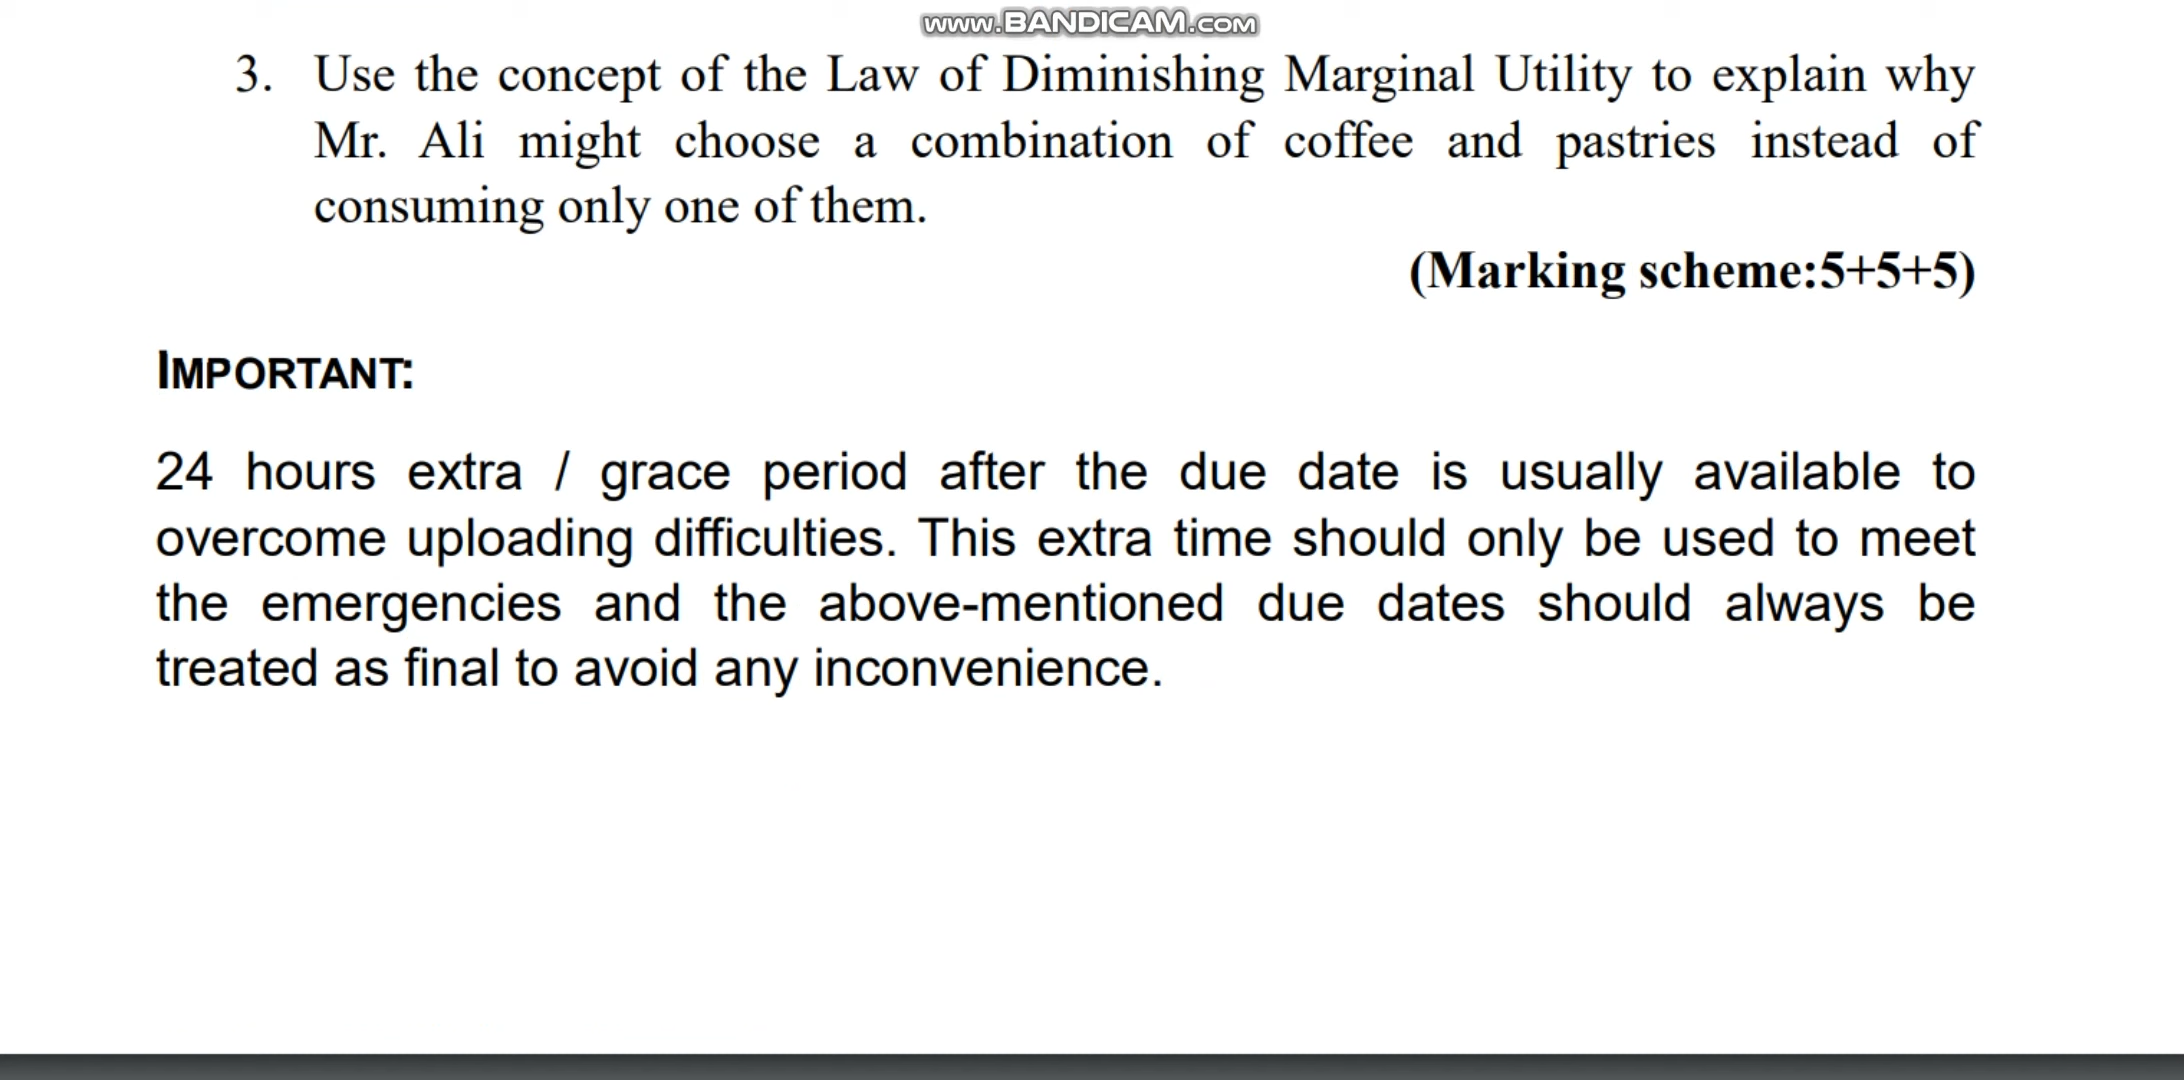 www.BANDICAM.com
3. Use the concept of the Law of Diminishing Marginal Utility to explain why
Mr. Ali might choose a combination of coffee and pastries instead of
consuming only one of them.
(Marking scheme:5+5+5)
IMPORTANT:
24 hours extra / grace period after the due date is usually available to
overcome uploading difficulties. This extra time should only be used to meet
the emergencies and the above-mentioned due dates should always be
treated as final to avoid any inconvenience.